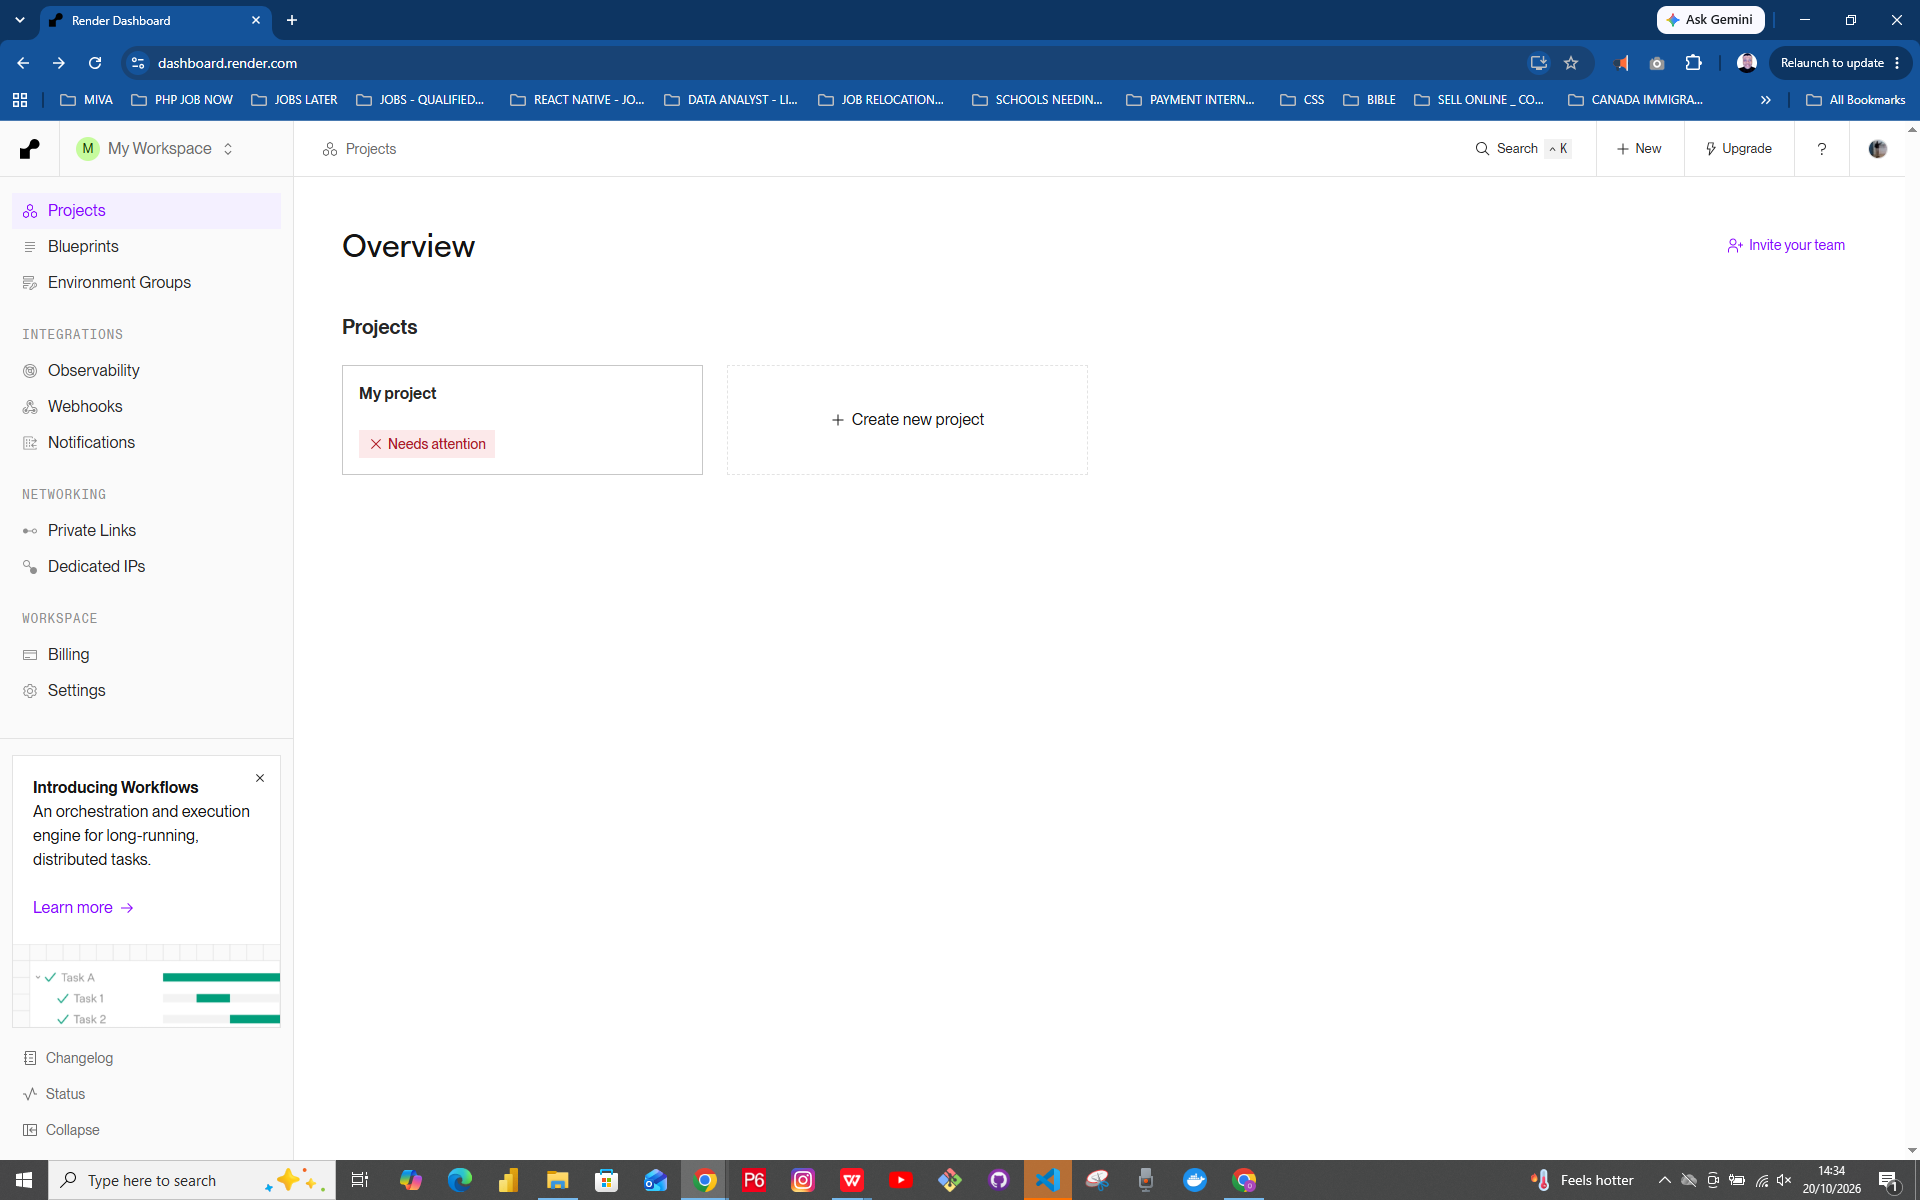 Render Dashboard
Ask Gemini
dashboard.render.com
Relaunch to update
MIVA
PHP JOB NOW
JOBS LATER
JOBS - QUALIFIED...
REACT NATIVE - JO...
DATA ANALYST - LI...
JOB RELOCATION...
SCHOOLS NEEDIN...
PAYMENT INTERN...
CSS
BIBLE
SELL ONLINE _ CO...
CANADA IMMIGRA...
All Bookmarks
M My Workspace
Projects
Search ^ K
+ New
Upgrade
?
Projects
Blueprints
Environment Groups
INTEGRATIONS
Observability
Webhooks
Notifications
NETWORKING
Private Links
Dedicated IPs
WORKSPACE
Billing
Settings
Introducing Workflows
An orchestration and execution
engine for long-running,
distributed tasks.
Learn more →
Task A
Task 1
Task 2
Changelog
Status
Collapse
Overview
Invite your team
Projects
My project
Needs attention
+ Create new project
Type here to search
P6
Feels hotter
14:34
20/10/2026
1